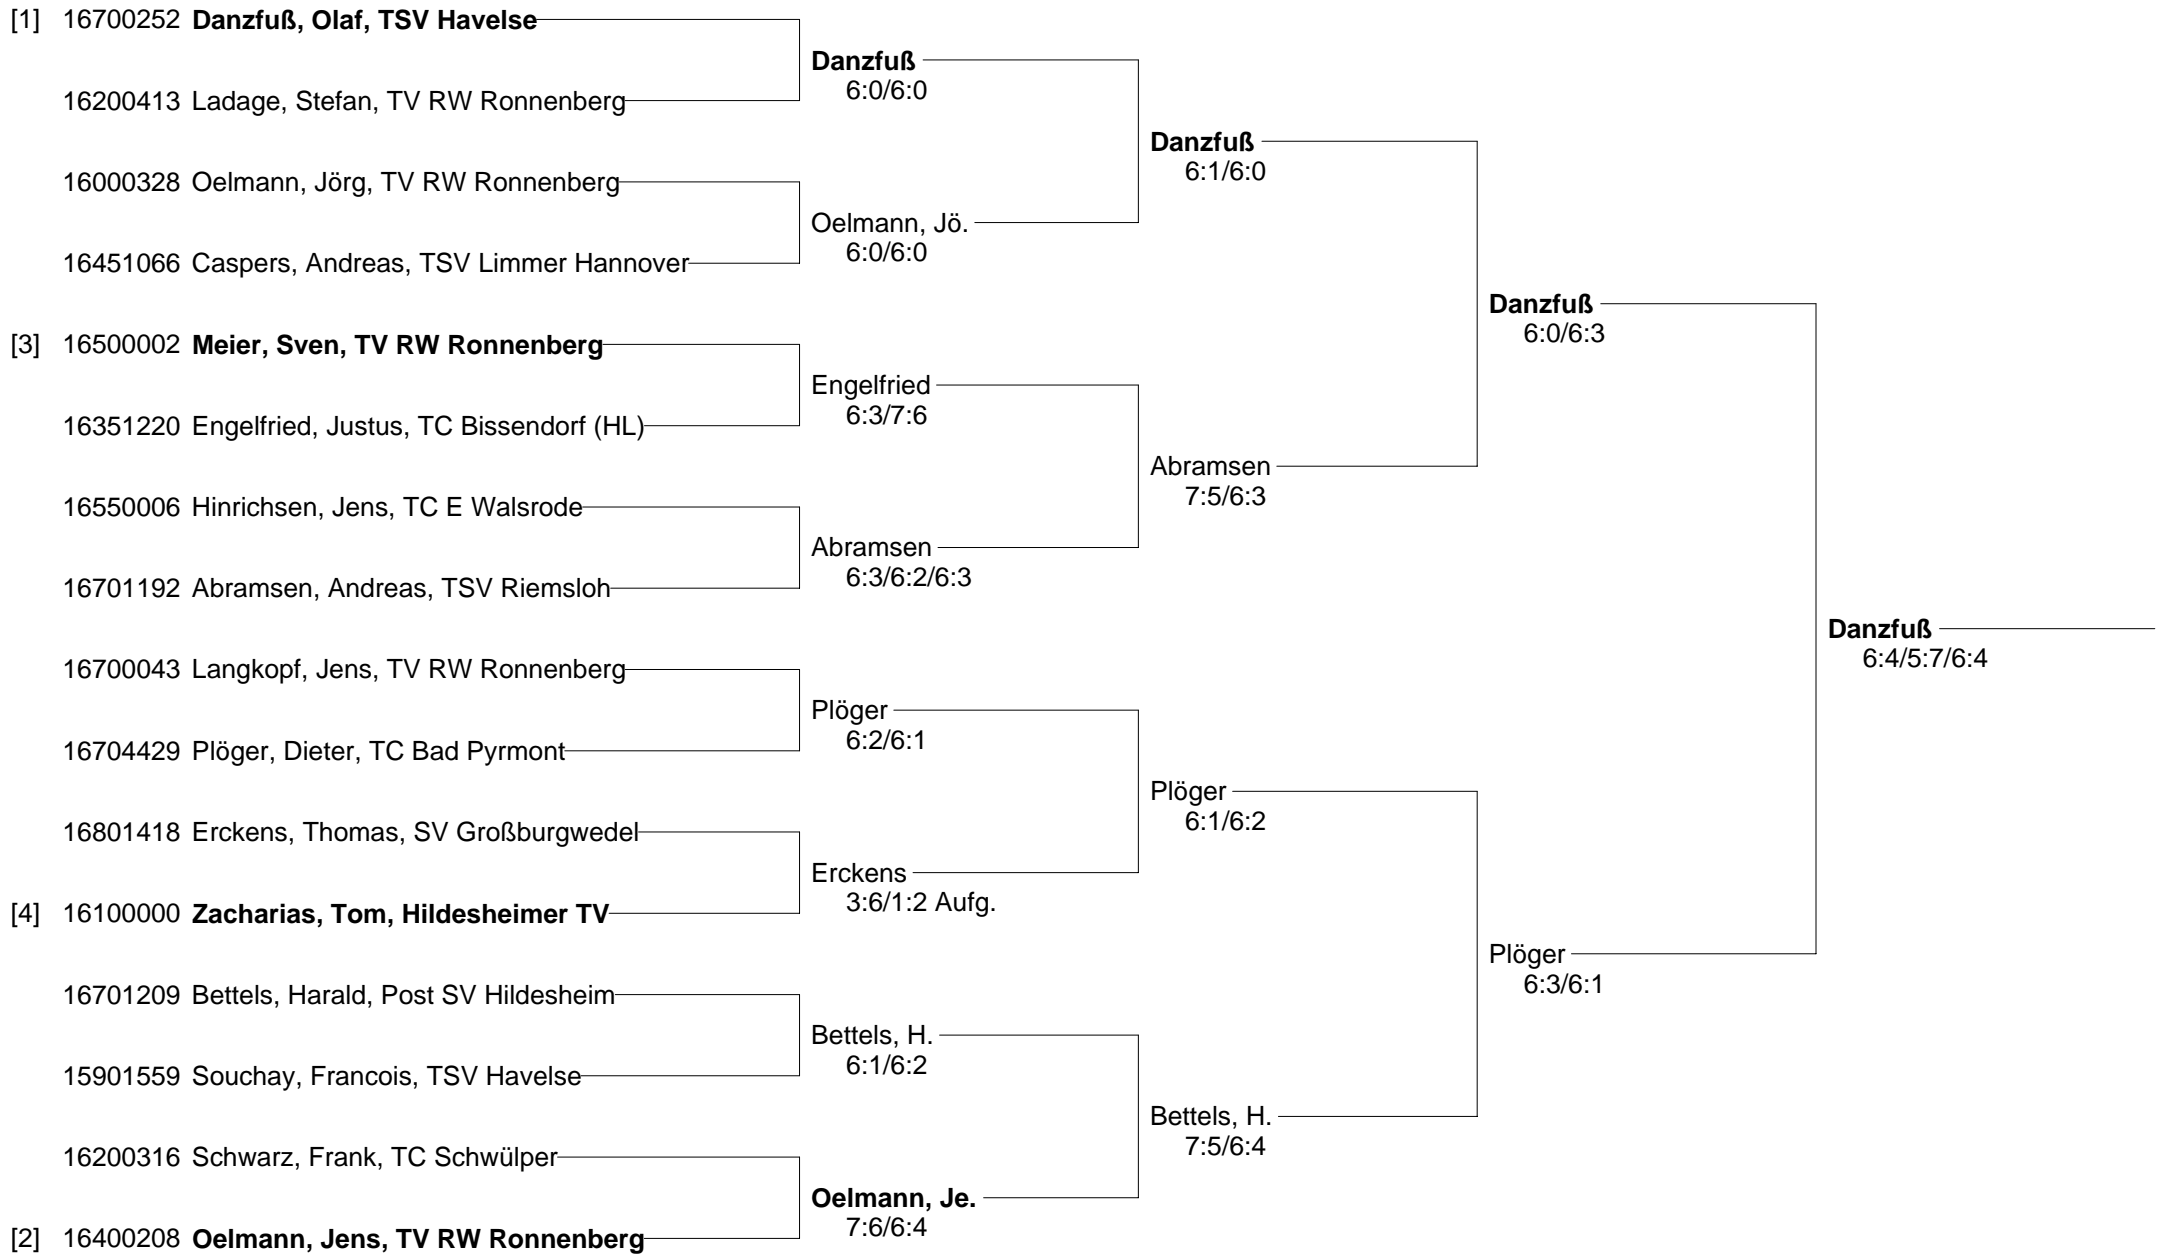 [1] 16700252 Danzfuß, Olaf, TSV Havelse
Danzfuß
6:0/6:0
16200413 Ladage, Stefan, TV RW Ronnenberg
Danzfuß
6:1/6:0
16000328 Oelmann, Jörg, TV RW Ronnenberg
Oelmann, Jö.
6:0/6:0
16451066 Caspers, Andreas, TSV Limmer Hannover
Danzfuß
6:0/6:3
[3] 16500002 Meier, Sven, TV RW Ronnenberg
Engelfried
6:3/7:6
16351220 Engelfried, Justus, TC Bissendorf (HL)
Abramsen
7:5/6:3
16550006 Hinrichsen, Jens, TC E Walsrode
Abramsen
6:3/6:2/6:3
16701192 Abramsen, Andreas, TSV Riemsloh
Danzfuß
6:4/5:7/6:4
16700043 Langkopf, Jens, TV RW Ronnenberg
Plöger
6:2/6:1
16704429 Plöger, Dieter, TC Bad Pyrmont
Plöger
6:1/6:2
16801418 Erckens, Thomas, SV Großburgwedel
Erckens
3:6/1:2 Aufg.
[4] 16100000 Zacharias, Tom, Hildesheimer TV
Plöger
6:3/6:1
16701209 Bettels, Harald, Post SV Hildesheim
Bettels, H.
6:1/6:2
15901559 Souchay, Francois, TSV Havelse
Bettels, H.
7:5/6:4
16200316 Schwarz, Frank, TC Schwülper
Oelmann, Je.
7:6/6:4
[2] 16400208 Oelmann, Jens, TV RW Ronnenberg